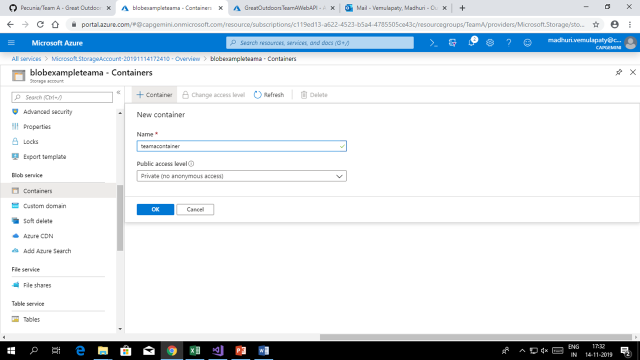 Pecunia/Team A - Great Outdoor
blobexampleteama - Containers
GreatOutdoorsTeamAWebAPI -
Mail - Vemulapaty, Madhuri - O
portal.azure.com/#@capgemini.onmicrosoft.com/resource/subscriptions/c119ed13-a622-4523-b5a4-4785505ce43c/resourcegroups/TeamA/providers/Microsoft.Storage/sto...
Microsoft Azure
Search resources, services, and docs (G+/)
2
madhuri.vemulapaty@c...
CAPGEMINI
All services > Microsoft.StorageAccount-20191114172410 - Overview > blobexampleteama - Containers
blobexampleteama - Containers
Storage account
Search (Ctrl+/)
«
Advanced security
Properties
Locks
Export template
Blob service
Containers
Custom domain
Soft delete
Azure CDN
Add Azure Search
File service
File shares
Table service
Tables
+ Container
Change access level
Refresh
Delete
New container
Name *
teamacontainer
Public access level
Private (no anonymous access)
OK
Cancel
ENG
IN
17:32
14-11-2019